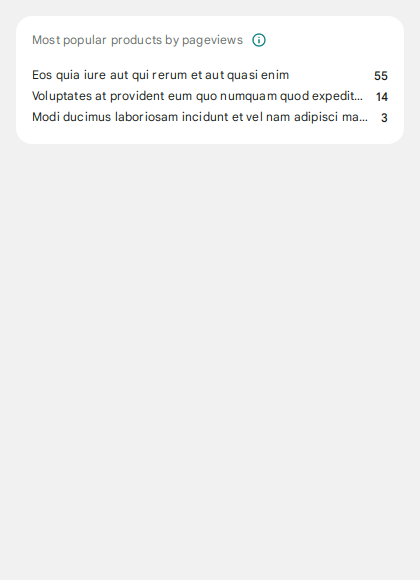 Most popular products by pageviews
Eos quia iure aut qui rerum et aut quasi enim 55
Voluptates at provident eum quo numquam quod expedit... 14
Modi ducimus laboriosam incidunt et vel nam adipisci ma... 3